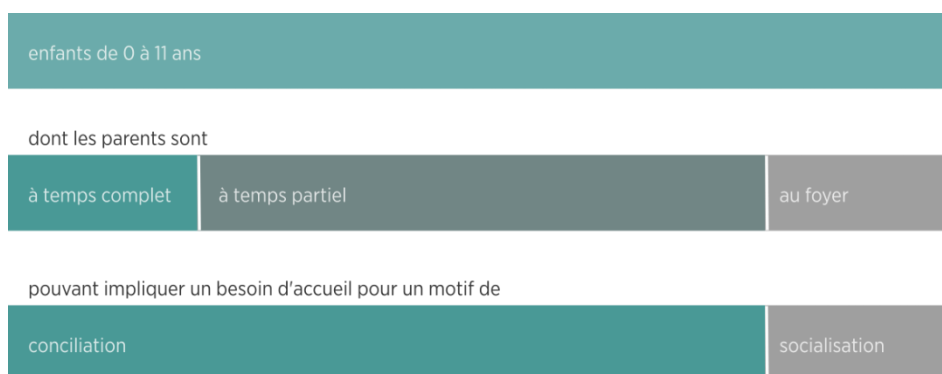 enfants de 0 à 11 ans
dont les parents sont
à temps complet à temps partiel au foyer
pouvant impliquer un besoin d'accueil pour un motif de
conciliation socialisation